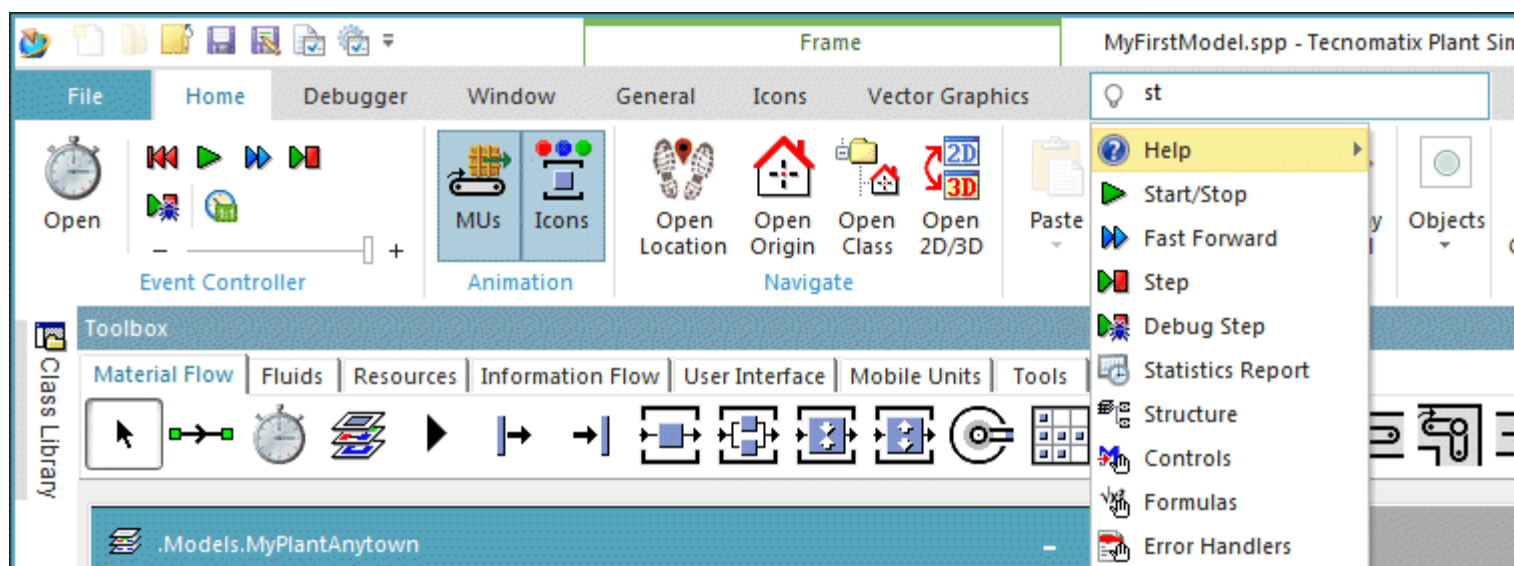 Frame
MyFirstModel.spp - Tecnomatix Plant
File Home Debugger Window General Icons Vector Graphics st
Help
Start/Stop
Fast Forward
Step
Debug Step
Statistics Report
Structure
Controls
Formulas
Error Handlers
Open
- +
Event Controller
MUs Icons
Animation
2D
3D
Open Location
Open Origin
Open Class
Open 2D/3D
Navigate
Paste
Objects
Class Library
Toolbox
Material Flow Fluids Resources Information Flow User Interface Mobile Units Tools
.Models.MyPlantAnytown